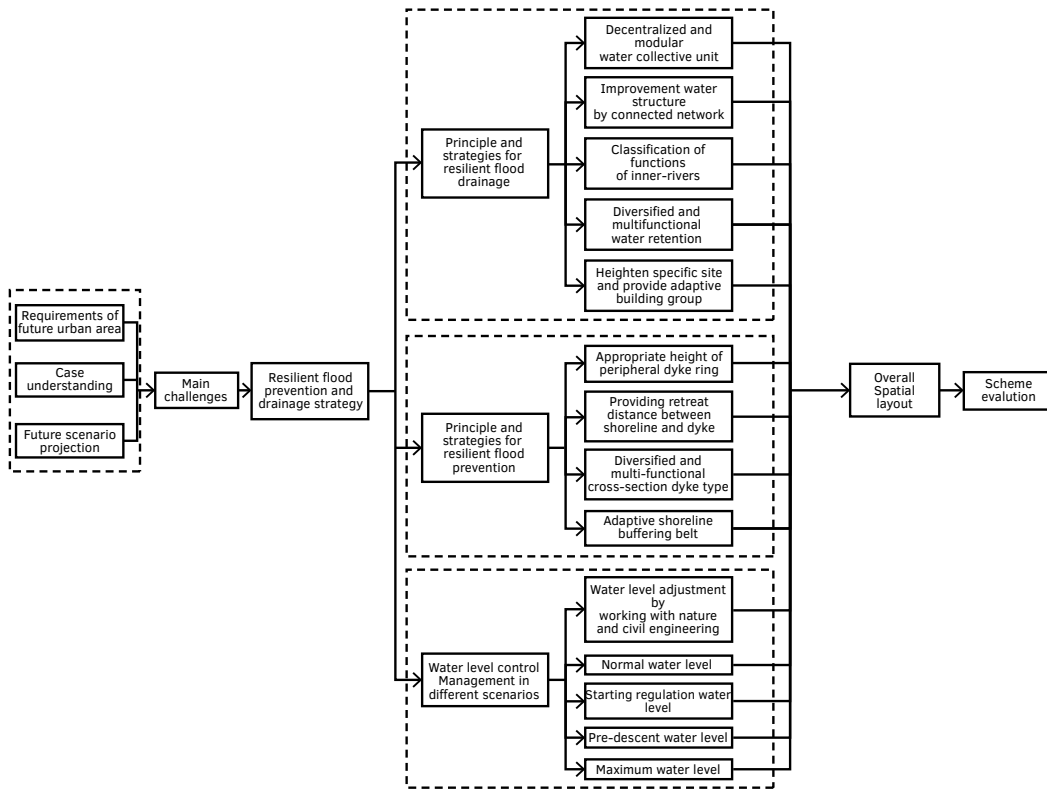 Requirements of
future urban area
Case
understanding
Future scenario
projection
Main
challenges
Resilient flood
prevention and
drainage strategy
Principle and
strategies for
resilient flood
drainage
Decentralized and
modular
water collective unit
Improvement water
structure
by connected network
Classification of
functions
of inner-rivers
Diversified and
multifunctional
water retention
Heighten specific site
and provide adaptive
building group
Principle and
strategies for
resilient flood
prevention
Appropriate height of
peripheral dyke ring
Providing retreat
distance between
shoreline and dyke
Diversified and
multi-functional
cross-section dyke type
Adaptive shoreline
buffering belt
Water level control
Management in
different scenarios
Water level adjustment
by
working with nature
and civil engineering
Normal water level
Starting regulation water
level
Pre-descent water level
Maximum water level
Overall
Spatial
layout
Scheme
evalution